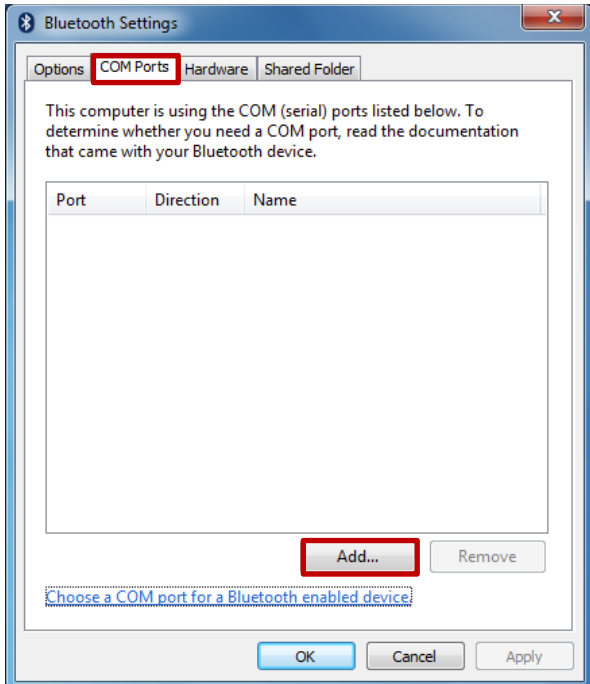 Bluetooth Settings
Options COM Ports Hardware Shared Folder
This computer is using the COM (serial) ports listed below. To
determine whether you need a COM port, read the documentation
that came with your Bluetooth device.
Port Direction Name
Add... Remove
Choose a COM port for a Bluetooth enabled device.
OK Cancel Apply